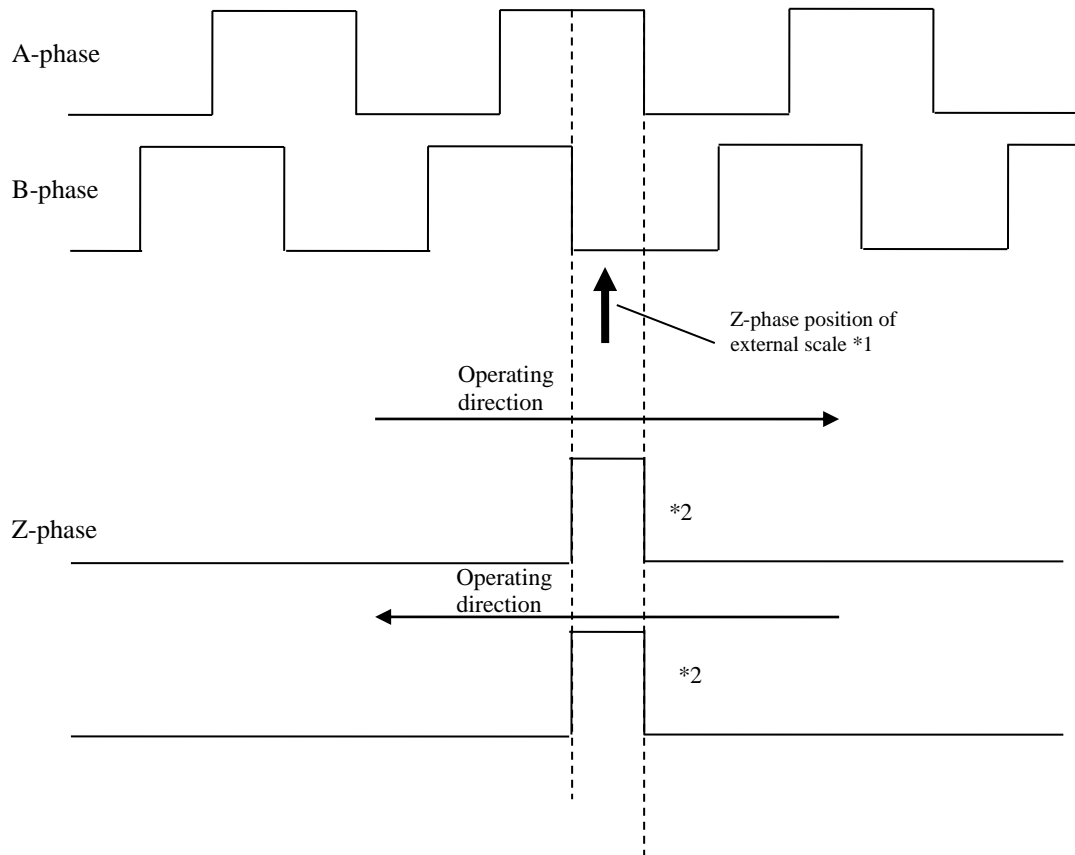 A-phase
B-phase
Z-phase position of
external scale *1
Operating
direction
*2
Z-phase
Operating
direction
*2